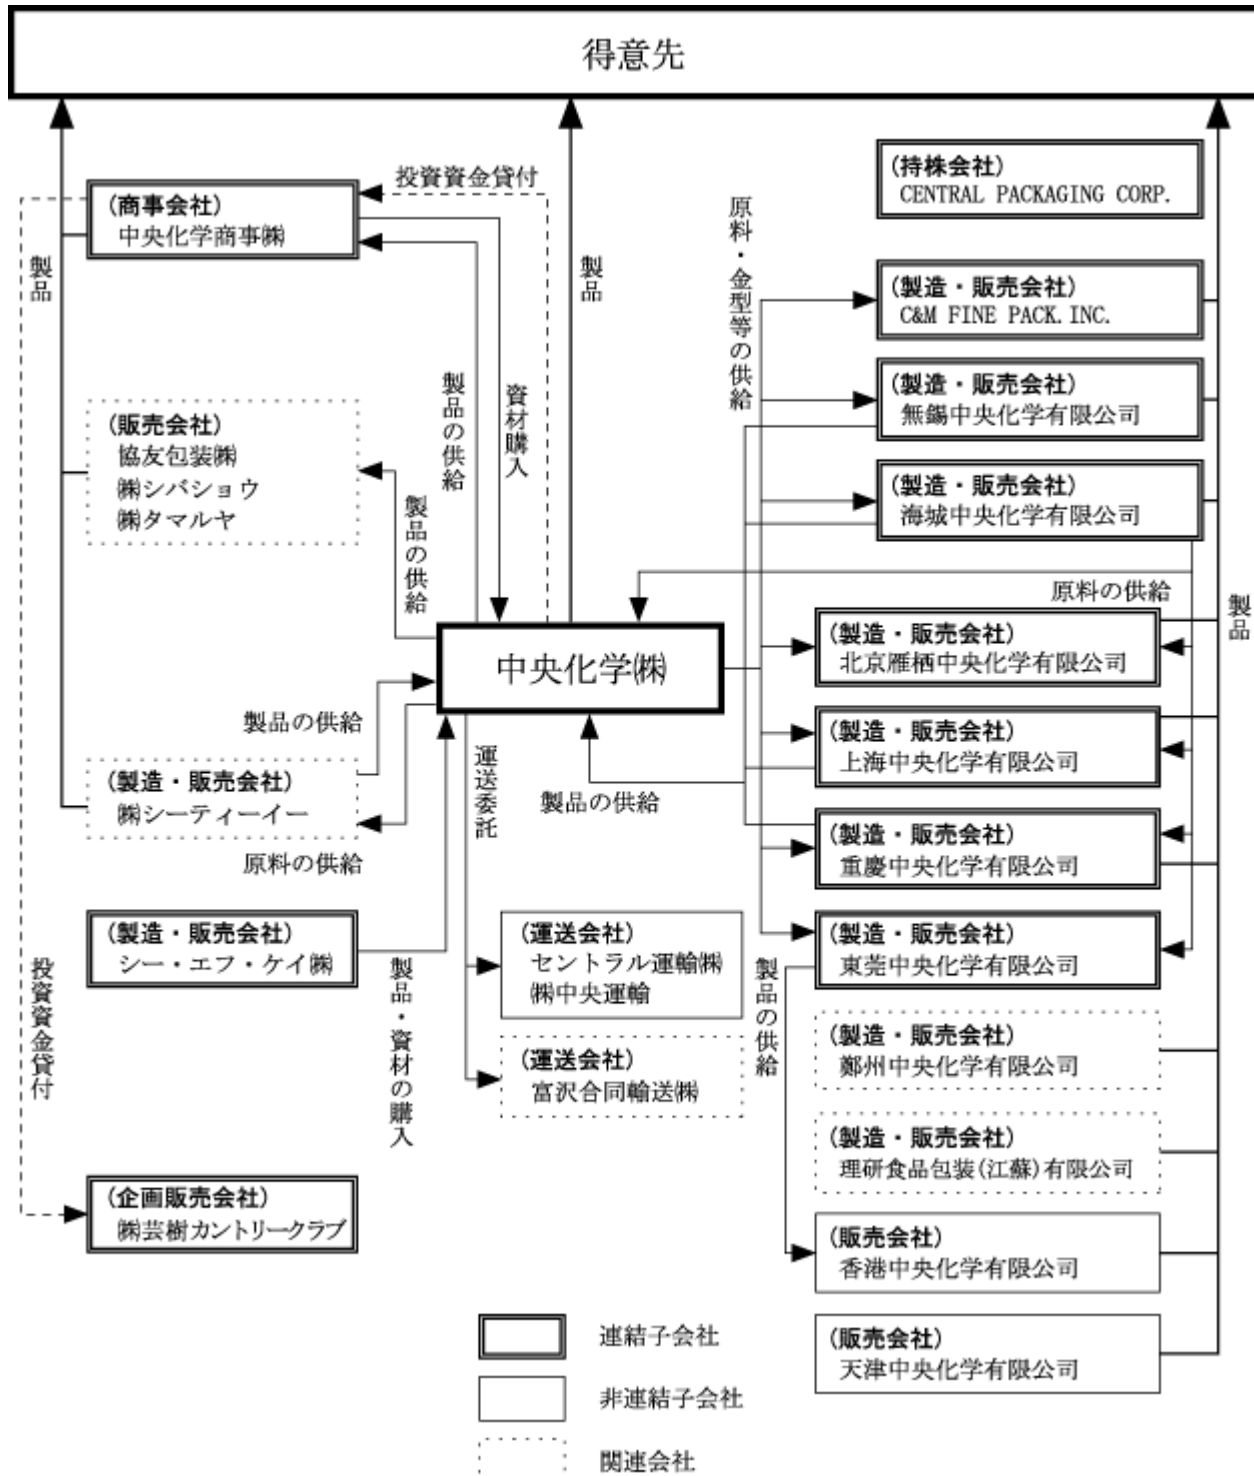 得意先
投資資金貸付
(商事会社)
中央化学商事㈱
製品
製品
原料・金型等の供給
(持株会社)
CENTRAL PACKAGING CORP.
(製造・販売会社)
C&M FINE PACK. INC.
(製造・販売会社)
無錫中央化学有限公司
(製造・販売会社)
海城中央化学有限公司
製品の供給
資材購入
(販売会社)
協友包装㈱
㈱シバショウ
㈱タマルヤ
製品の供給
原料の供給
製品
中央化学㈱
(製造・販売会社)
北京雁栖中央化学有限公司
(製造・販売会社)
上海中央化学有限公司
(製造・販売会社)
重慶中央化学有限公司
(製造・販売会社)
東莞中央化学有限公司
製品の供給
製品の供給
運送委託
(製造・販売会社)
㈱シーティーイー
原料の供給
(製造・販売会社)
シー・エフ・ケイ㈱
製品・資材の購入
投資資金貸付
(運送会社)
セントラル運輸㈱
㈱中央運輸
(運送会社)
富沢合同輸送㈱
製品の供給
(製造・販売会社)
鄭州中央化学有限公司
(製造・販売会社)
理研食品包装(江蘇)有限公司
(企画販売会社)
㈱芸樹カントリークラブ
(販売会社)
香港中央化学有限公司
(販売会社)
天津中央化学有限公司
連結子会社
非連結子会社
関連会社